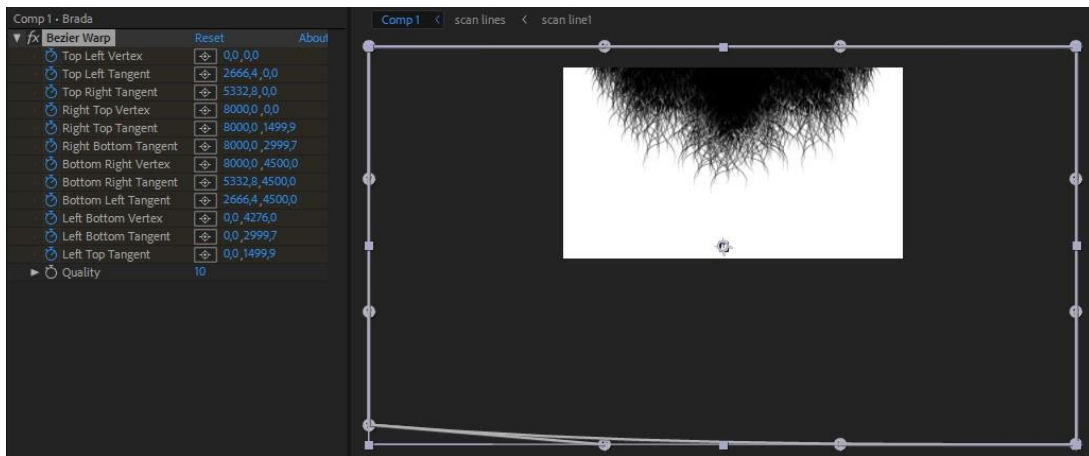 Comp 1 • Brada
fx Bezier Warp Reset About
Top Left Vertex 0,0 ,0,0
Top Left Tangent 2666,4 ,0,0
Top Right Tangent 5332,8 ,0,0
Right Top Vertex 8000,0 ,0,0
Right Top Tangent 8000,0 ,1499,9
Right Bottom Tangent 8000,0 ,2999,7
Bottom Right Vertex 8000,0 ,4500,0
Bottom Right Tangent 5332,8 ,4500,0
Bottom Left Tangent 2666,4 ,4500,0
Left Bottom Vertex 0,0 ,4276,0
Left Bottom Tangent 0,0 ,2999,7
Left Top Tangent 0,0 ,1499,9
Quality 10
Comp 1 < scan lines < scan line1